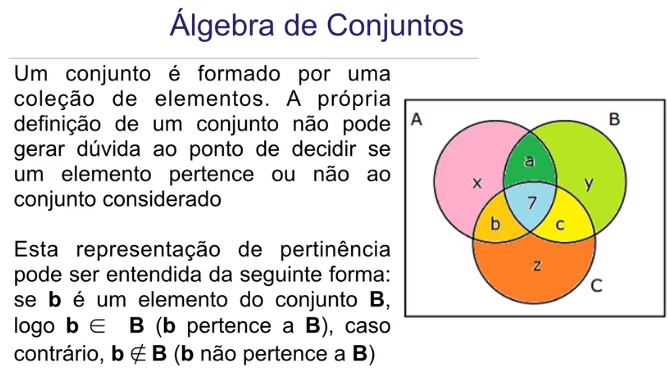 Álgebra de Conjuntos
Um conjunto é formado por uma
coleção de elementos. A própria
definição de um conjunto não pode
gerar dúvida ao ponto de decidir se
um elemento pertence ou não ao
conjunto considerado
Esta representação de pertinência
pode ser entendida da seguinte forma:
se b é um elemento do conjunto B,
logo b ∈ B (b pertence a B), caso
contrário, b ∉ B (b não pertence a B)
A
B
a
x
y
7
b
c
z
C